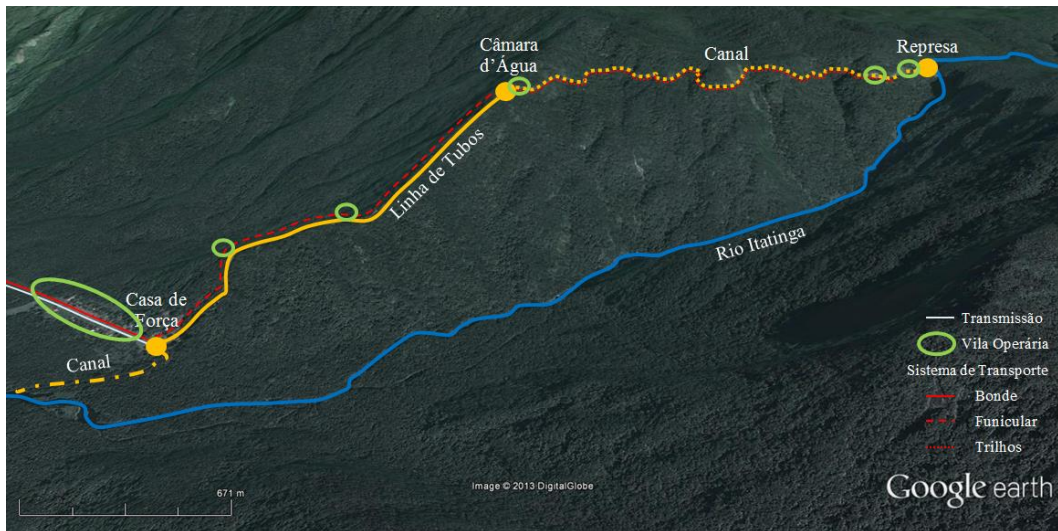 Câmara
d'Água
Canal
Represa
Linha de Tubos
Rio Itatinga
Casa de
Força
Canal
Transmissão
Vila Operária
Sistema de Transporte
Bonde
Funicular
Trilhos
671 m
Image © 2013 DigitalGlobe
Google earth